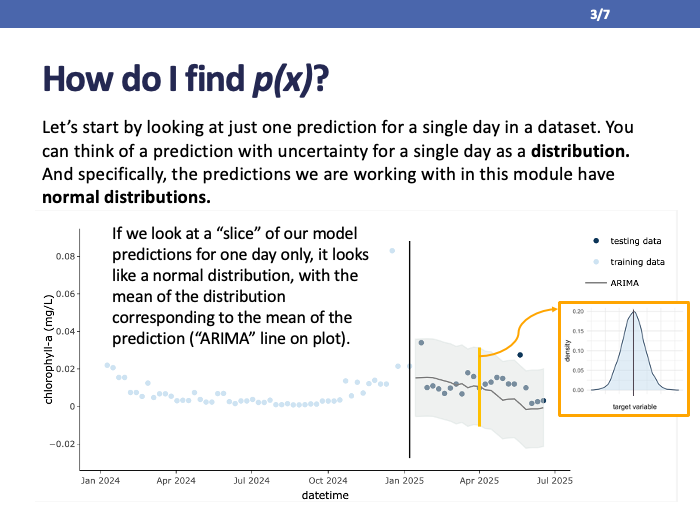 3/7
How do I find p(x)?
Let’s start by looking at just one prediction for a single day in a dataset. You
can think of a prediction with uncertainty for a single day as a distribution.
And specifically, the predictions we are working with in this module have
normal distributions.
If we look at a “slice” of our model
predictions for one day only, it looks
like a normal distribution, with the
mean of the distribution
corresponding to the mean of the
prediction (“ARIMA” line on plot).
chlorophyll-a (mg/L)
0.08
0.06
0.04
0.02
0
−0.02
Jan 2024 Apr 2024 Jul 2024 Oct 2024 Jan 2025 Apr 2025 Jul 2025
datetime
testing data
training data
ARIMA
density
0.20
0.15
0.10
0.05
0.00
target variable